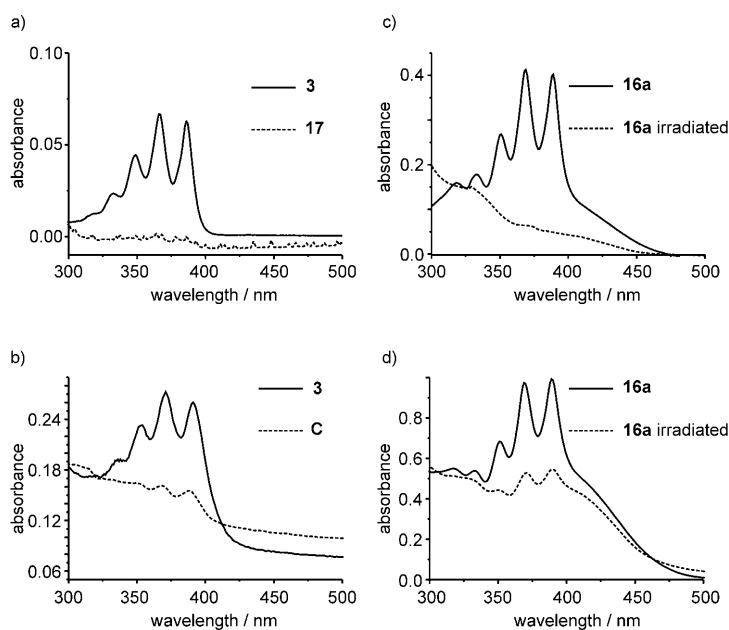 a)
0.10
0.05
0.00
absorbance
3
17
300 350 400 450 500
wavelength / nm
c)
0.4
0.2
0.0
absorbance
16a
16a irradiated
300 350 400 450 500
wavelength / nm
b)
0.24
0.18
0.12
0.06
absorbance
3
C
300 350 400 450 500
wavelength / nm
d)
0.8
0.6
0.4
0.2
0.0
absorbance
16a
16a irradiated
300 350 400 450 500
wavelength / nm